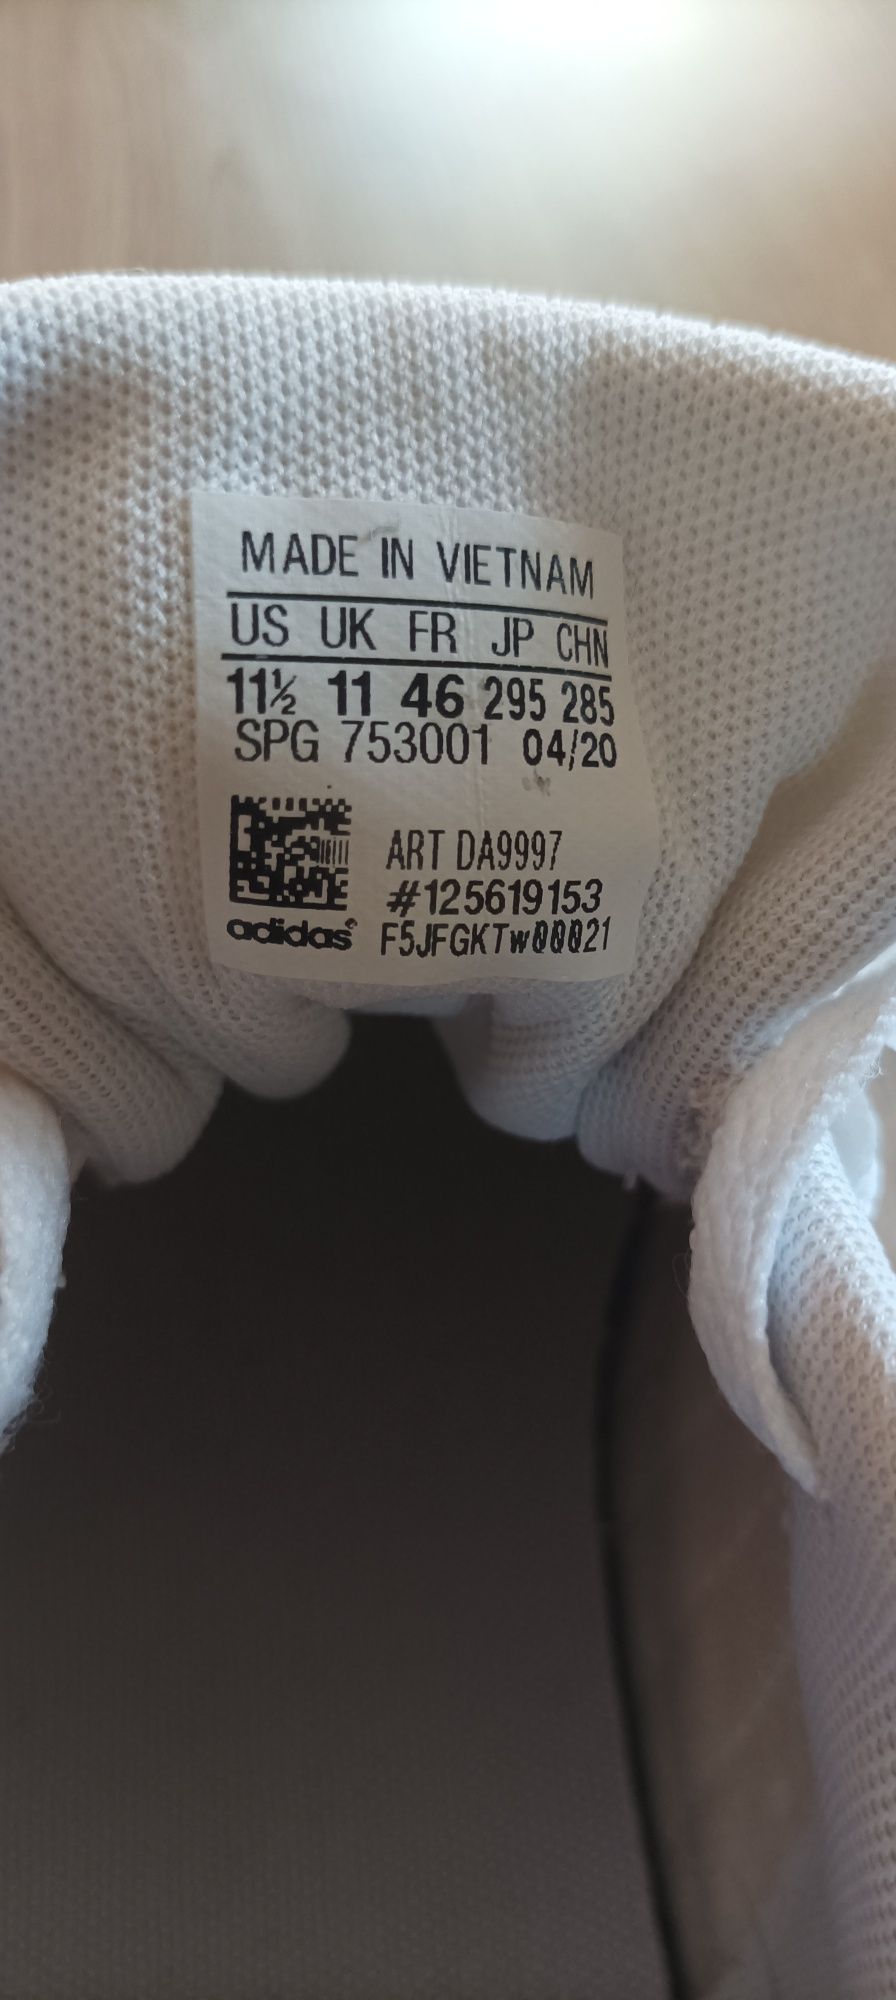 MADE IN VIETNAM
US UK FR JP CHN
11½ 11 46 295 285
SPG 753001 04/20
ART DA9997
#125619153
adidas® F5JFGKTw00021